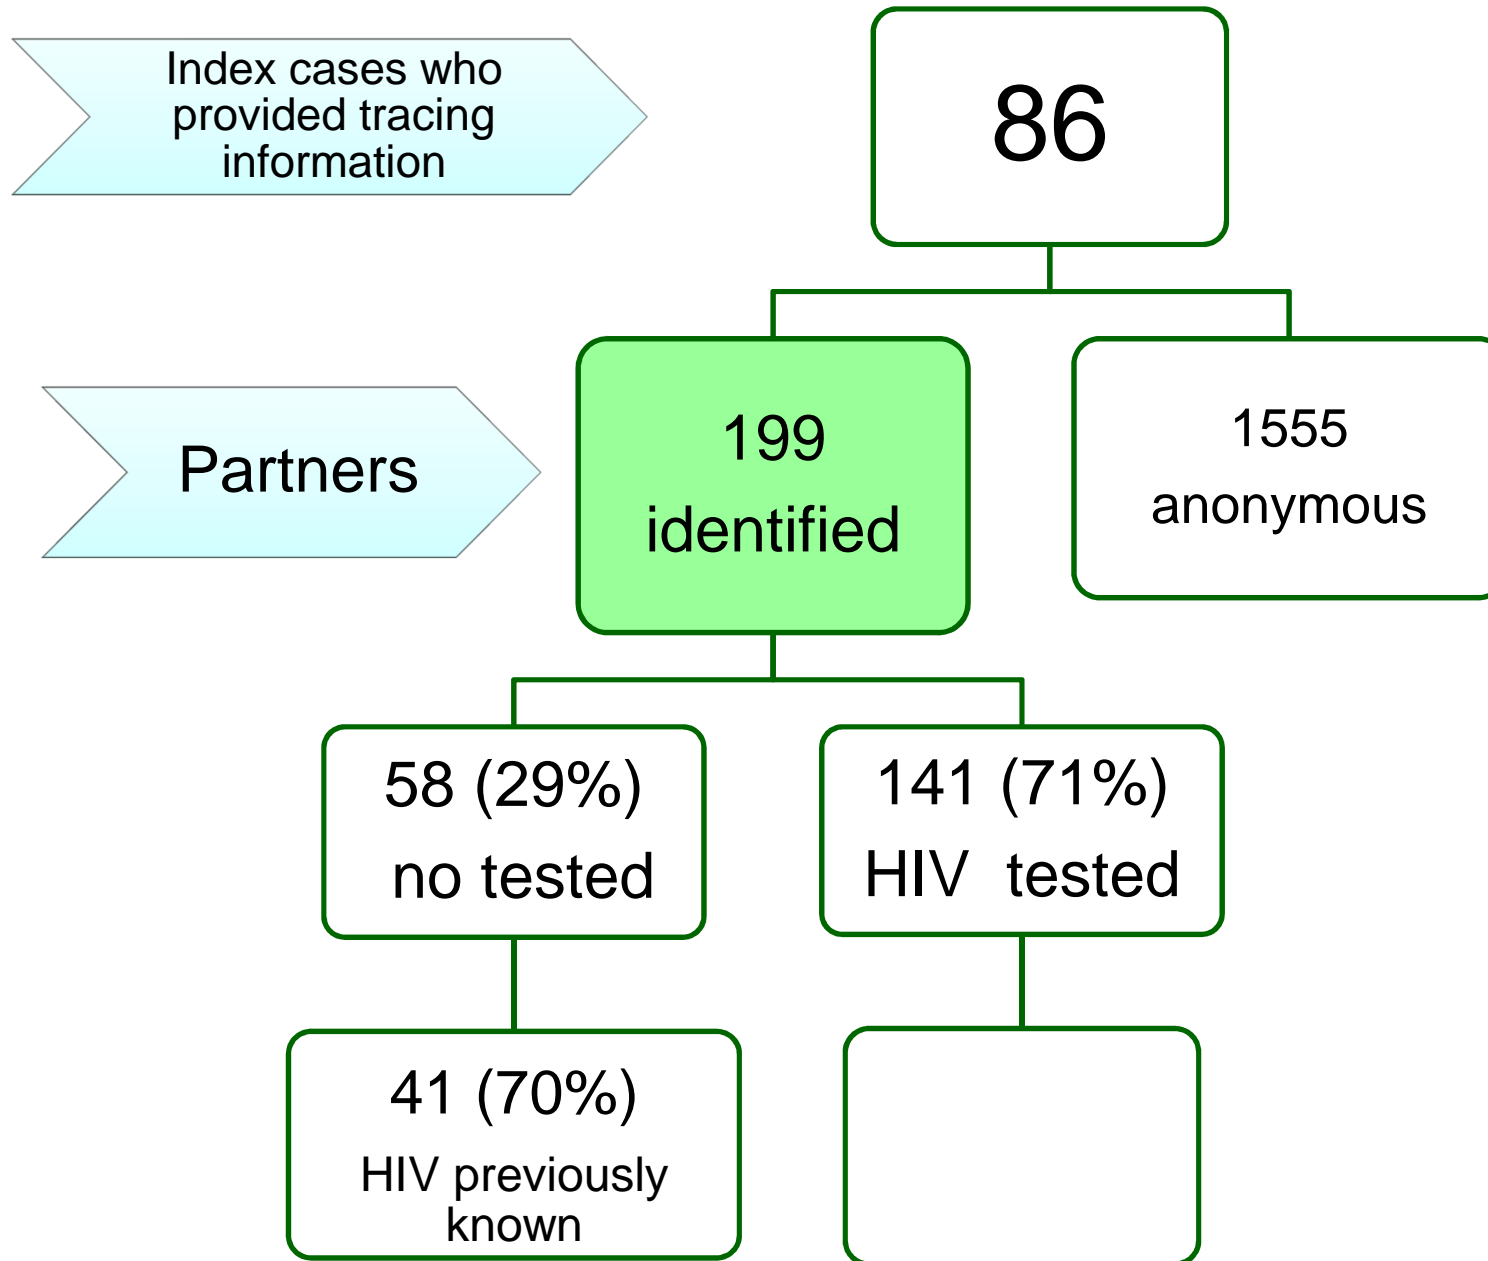 Index cases who
provided tracing
information
86
Partners
199
identified
1555
anonymous
58 (29%)
no tested
141 (71%)
HIV  tested
41 (70%)
HIV previously
known